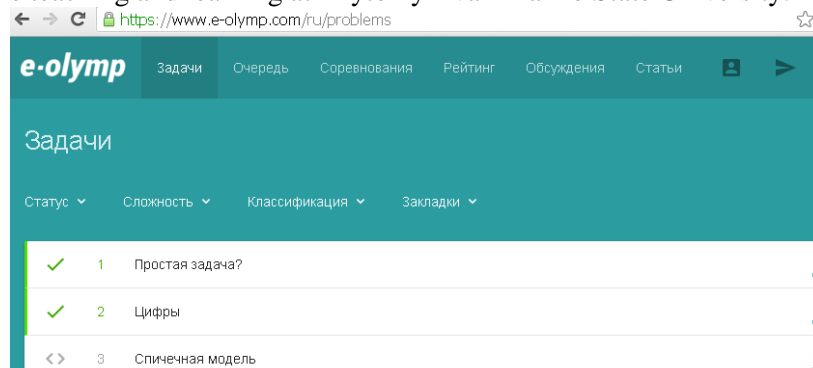 https://www.e-olymp.com/ru/problems
e·olymp Задачи Очередь Соревнования Рейтинг Обсуждения Статьи
Задачи
Статус Сложность Классификация Закладки
1 Простая задача?
2 Цифры
3 Спичечная модель